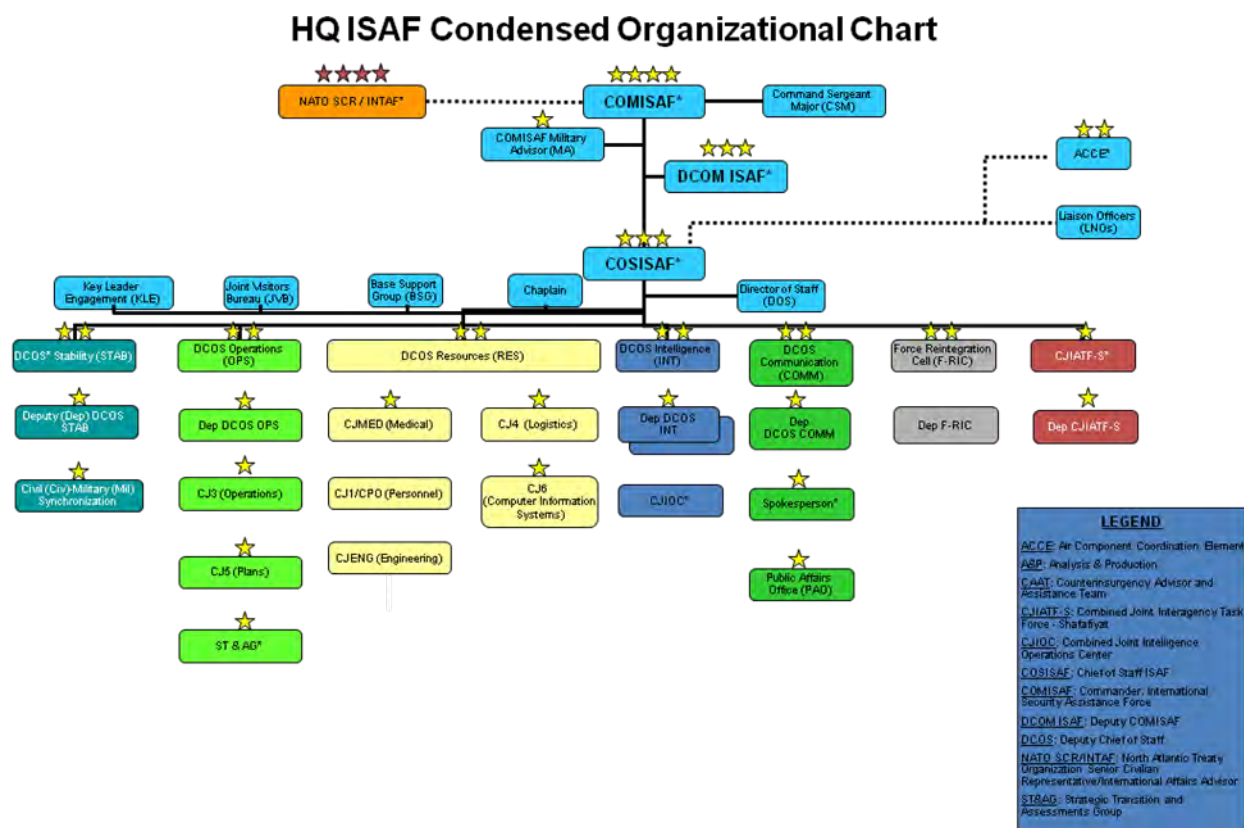 HQ ISAF Condensed Organizational Chart
NATO SCR / INTAF*
COMISAF*
Command Sergeant
Major (CSM)
COMISAF Military
Advisor (MA)
DCOM ISAF*
ACCE*
Liaison Officers
(LNOs)
COSISAF*
Key Leader
Engagement (KLE)
Joint Visitors
Bureau (JVB)
Base Support
Group (BSG)
Chaplain
Director of Staff
(DOS)
DCOS* Stability (STAB)
DCOS Operations
(OPS)
DCOS Resources (RES)
DCOS Intelligence
(INT)
DCOS
Communication
(COMM)
Force Reintegration
Cell (F-RIC)
CJIATF-S*
Deputy (Dep) DCOS
STAB
Dep DCOS OPS
CJMED (Medical)
CJ4 (Logistics)
Dep DCOS
INT
Dep
DCOS COMM
Dep F-RIC
Dep CJIATF-S
Civil (Civ)-Military (Mil)
Synchronization
CJ3 (Operations)
CJ1/CPO (Personnel)
CJ6
(Computer Information
Systems)
CJIOC*
Spokesperson*
CJ5 (Plans)
CJENG (Engineering)
Public Affairs
Office (PAO)
ST & AG*
LEGEND
ACCE: Air Component Coordination Element
A&P: Analysis & Production
CAAT: Counterinsurgency Advisor and
Assistance Team
CJIATF-S: Combined Joint Interagency Task
Force - Shafafiyat
CJIOC: Combined Joint Intelligence
Operations Center
COSISAF: Chief of Staff ISAF
COMISAF: Commander, International
Security Assistance Force
DCOM ISAF: Deputy COMISAF
DCOS: Deputy Chief of Staff
NATO SCR/INTAF: North Atlantic Treaty
Organization Senior Civilian
Representative/International Affairs Advisor
STRAG: Strategic Transition and
Assessments Group